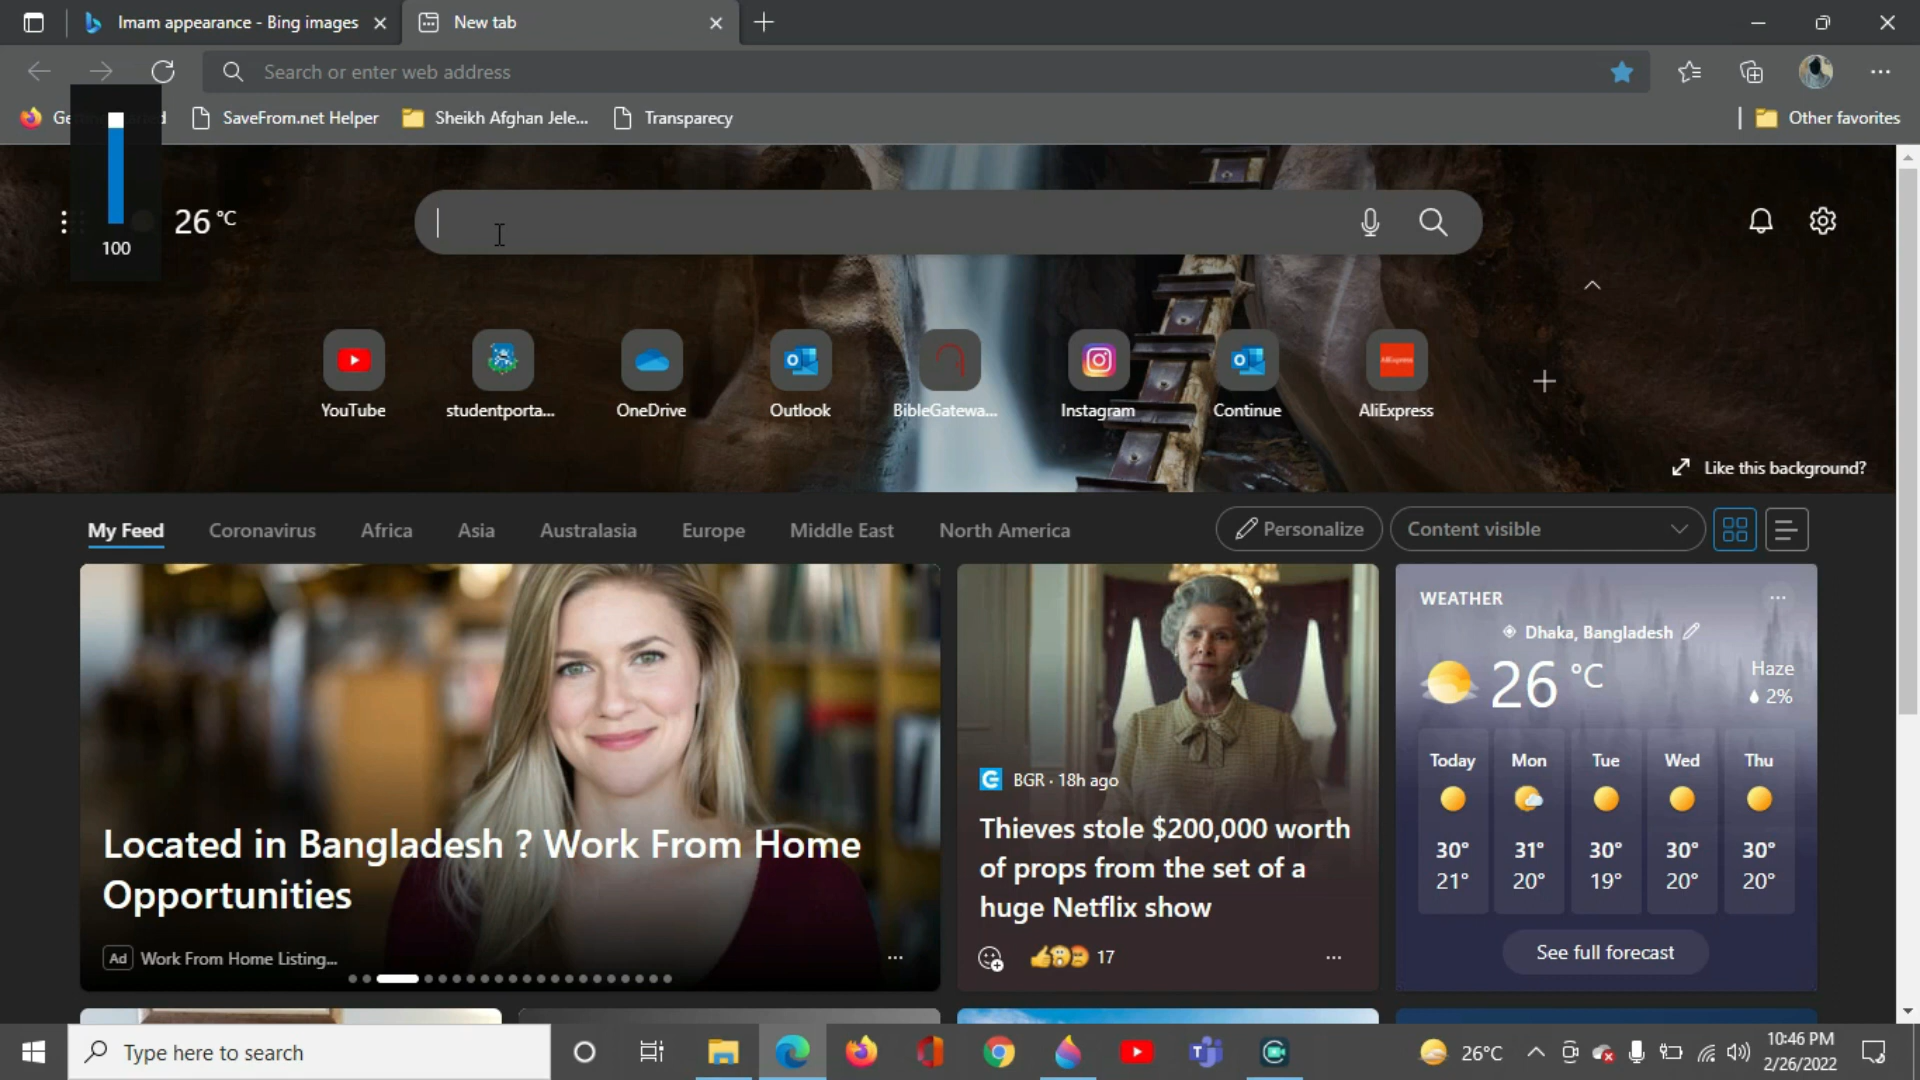 Imam appearance - Bing images
New tab
Search or enter web address
SaveFrom.net Helper
Sheikh Afghan Jele...
Transparecy
Other favorites
100
26 °C
YouTube
studentporta...
OneDrive
Outlook
BibleGatewa...
Instagram
Continue
AliExpress
AliExpress
Like this background?
My Feed
Coronavirus
Africa
Asia
Australasia
Europe
Middle East
North America
Personalize
Content visible
Located in Bangladesh ? Work From Home
Opportunities
Ad Work From Home Listing...
BGR · 18h ago
Thieves stole $200,000 worth
of props from the set of a
huge Netflix show
17
WEATHER
Dhaka, Bangladesh
26 °C
Haze
2%
Today Mon Tue Wed Thu
30° 31° 30° 30° 30°
21° 20° 19° 20° 20°
See full forecast
Type here to search
26°C
10:46 PM
2/26/2022